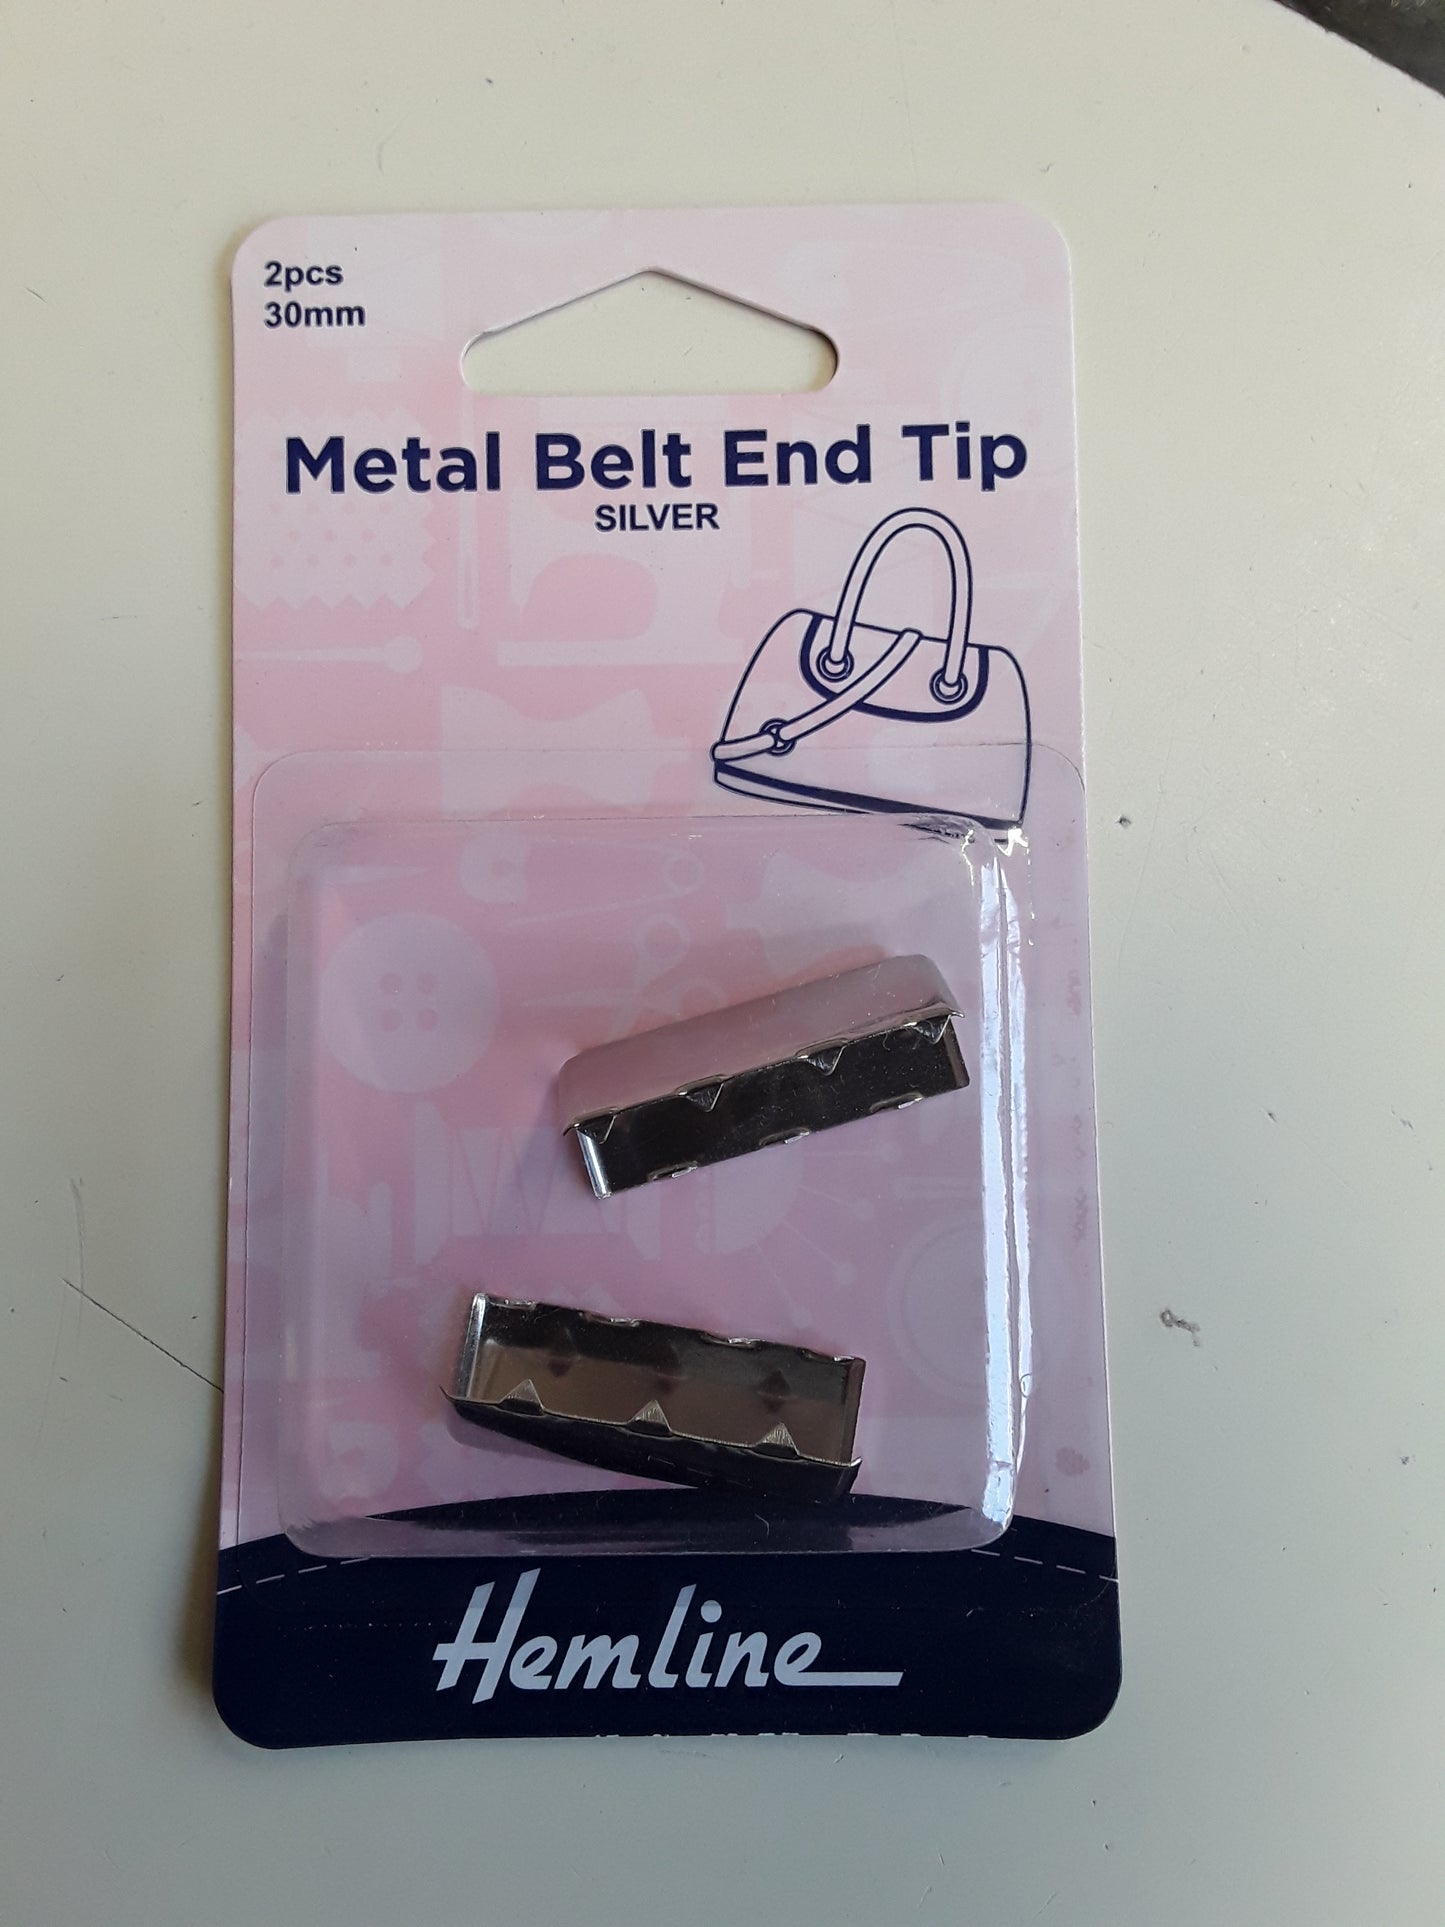 2pcs
30mm
Metal Belt End Tip
SILVER
Hemline